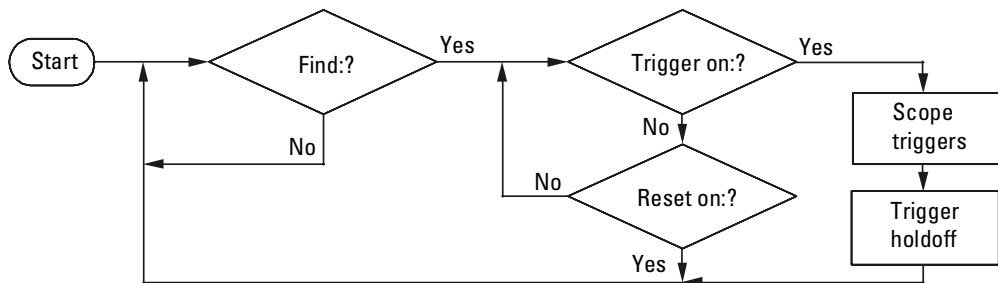 Start
Find:?
Yes
No
Trigger on:?
Yes
No
Scope
triggers
Reset on:?
No
Yes
Trigger
holdoff